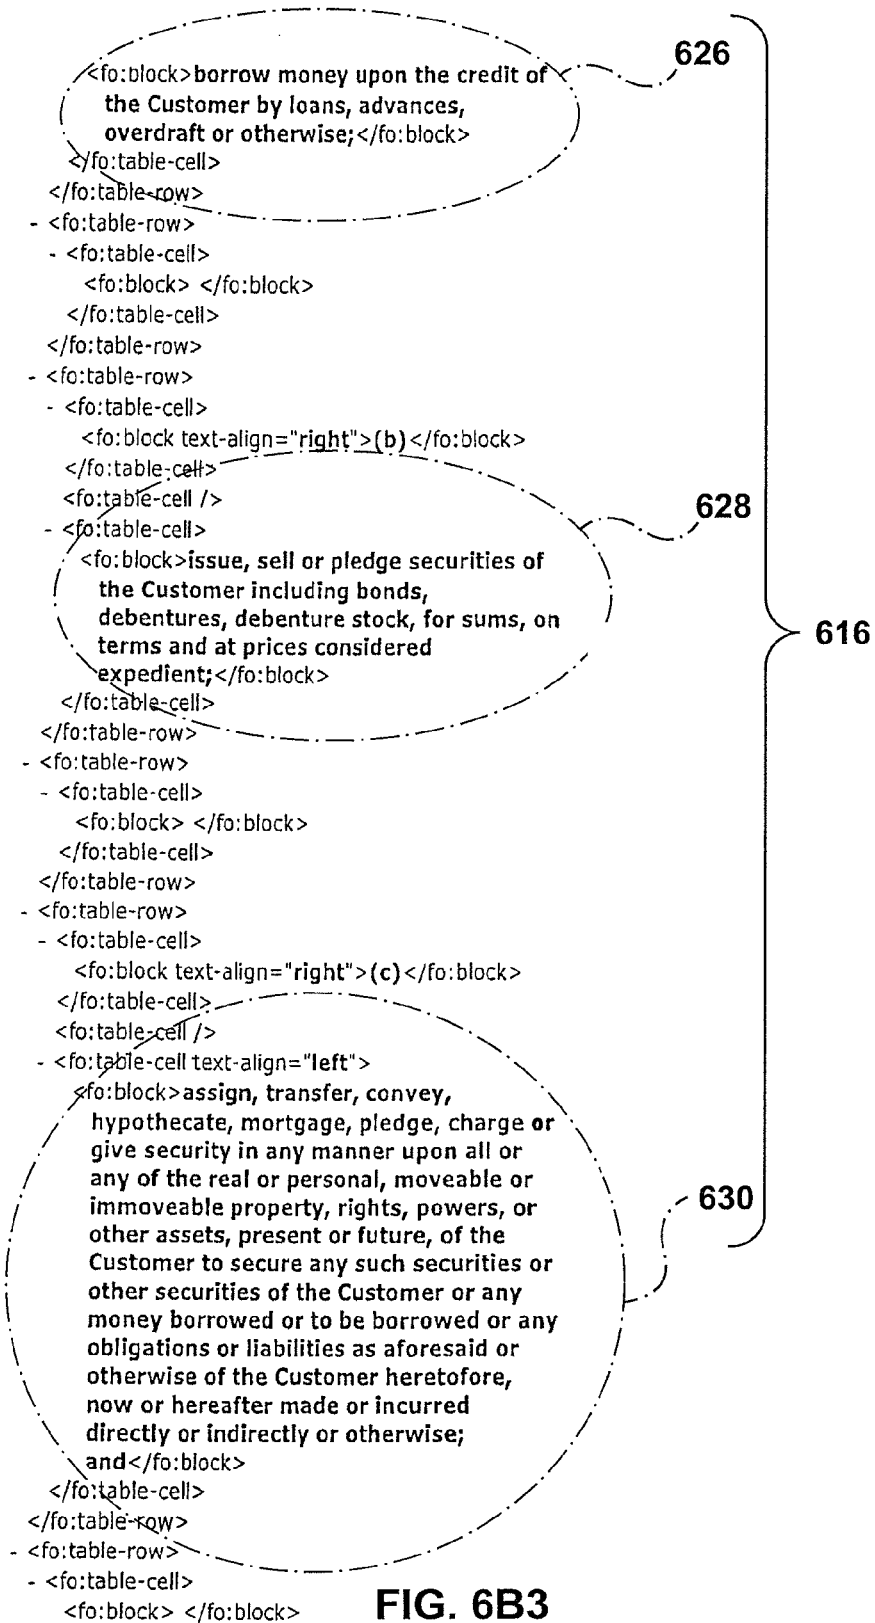 <fo:block>borrow money upon the credit of
626
the Customer by loans, advances,
overdraft or otherwise;</fo:block>
</fo:table-cell>
</fo:table-row>
- <fo:table-row>
- <fo:table-cell>
<fo:block> </fo:block>
</fo:table-cell>
</fo:table-row>
- <fo:table-row>
- <fo:table-cell>
<fo:block text-align="right">(b)</fo:block>
</fo:table-cell>
<fo:table-cell />
628
- <fo:table-cell>
<fo:block>issue, sell or pledge securities of
the Customer including bonds,
debentures, debenture stock, for sums, on
616
terms and at prices considered
expedient;</fo:block>
</fo:table-cell>
</fo:table-row>
- <fo:table-row>
- <fo:table-cell>
<fo:block> </fo:block>
</fo:table-cell>
</fo:table-row>
- <fo:table-row>
- <fo:table-cell>
<fo:block text-align="right">(c)</fo:block>
</fo:table-cell>
<fo:table-cell />
- <fo:table-cell text-align="left">
<fo:block>assign, transfer, convey,
hypothecate, mortgage, pledge, charge or
give security in any manner upon all or
any of the real or personal, moveable or
630
immoveable property, rights, powers, or
other assets, present or future, of the
Customer to secure any such securities or
other securities of the Customer or any
money borrowed or to be borrowed or any
obligations or liabilities as aforesaid or
otherwise of the Customer heretofore,
now or hereafter made or incurred
directly or indirectly or otherwise;
and</fo:block>
</fo:table-cell>
</fo:table-row>
- <fo:table-row>
- <fo:table-cell>
<fo:block> </fo:block>
FIG. 6B3